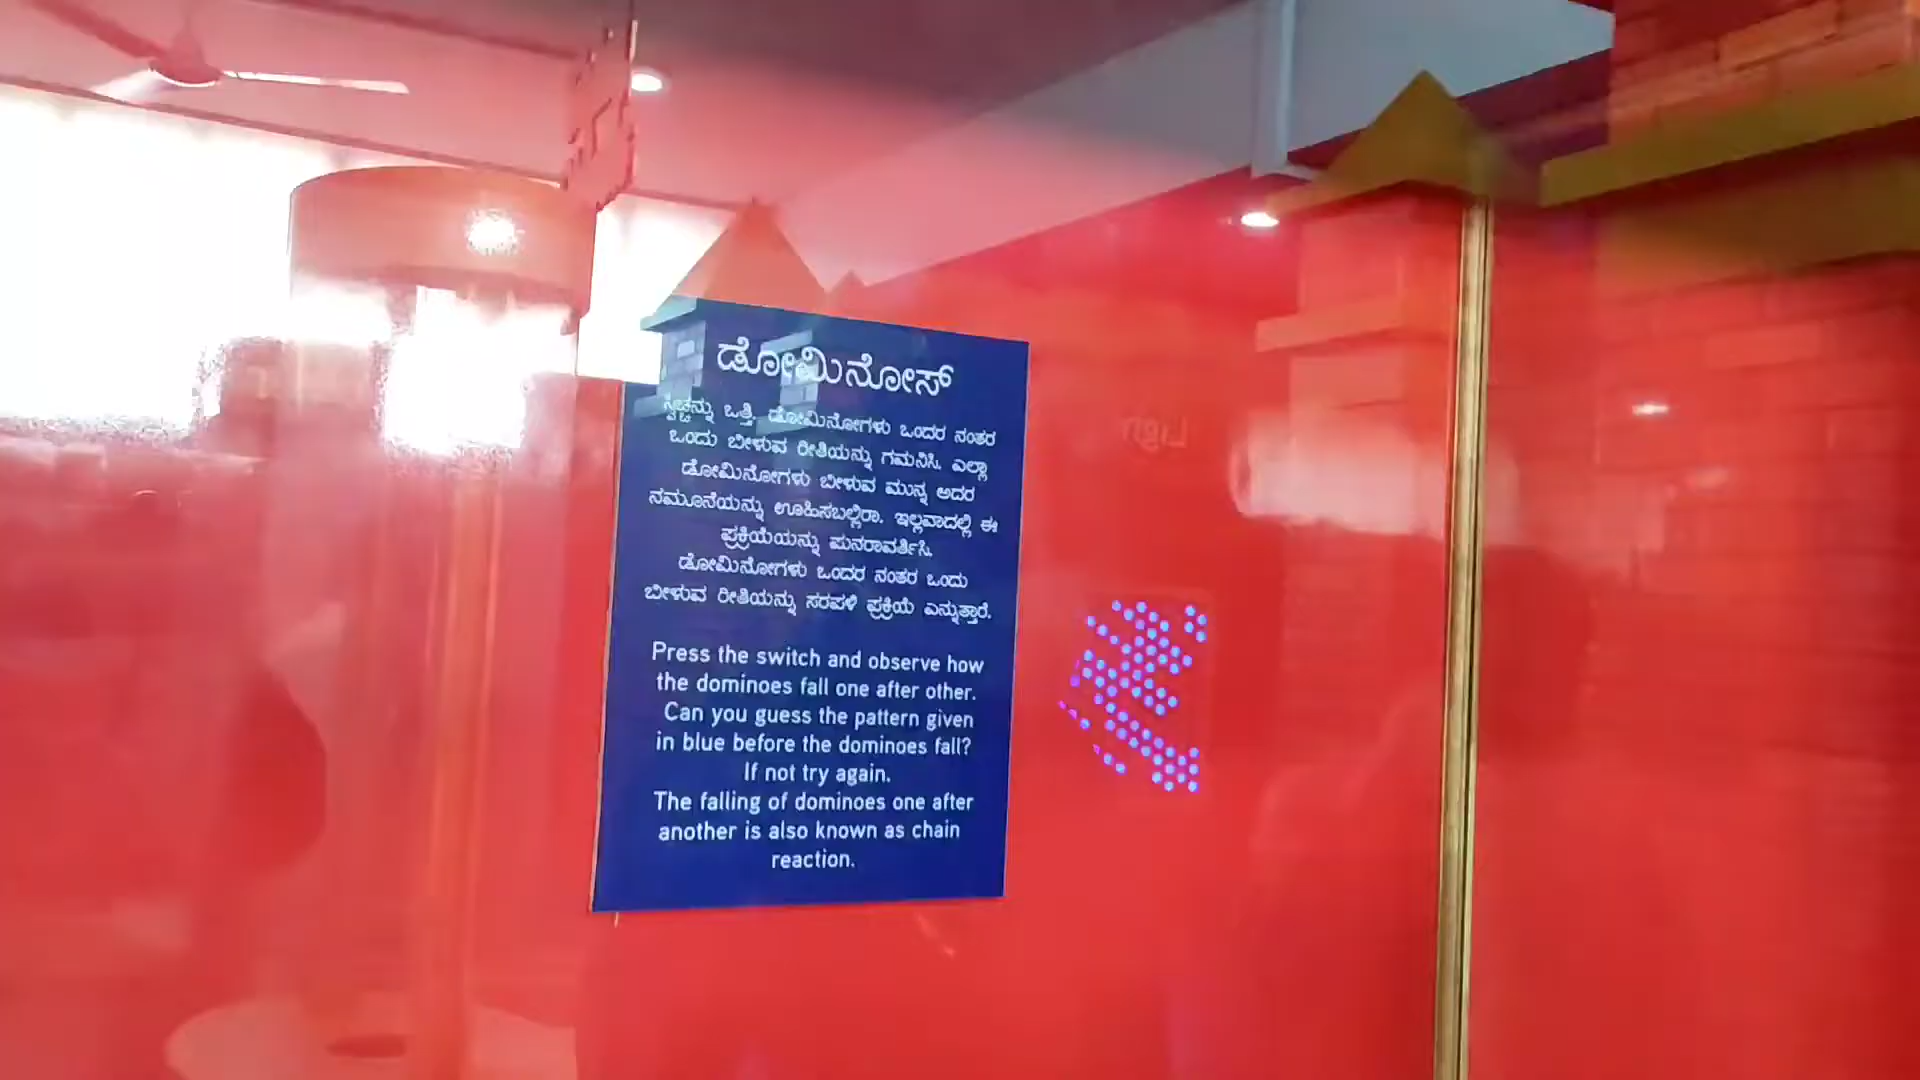 ಡೋಮಿನೋಸ್
ಸ್ವಿಚ್ಚನ್ನು ಒತ್ತಿ. ಡೋಮಿನೋಗಳು ಒಂದರ ನಂತರ
ಒಂದು ಬೀಳುವ ರೀತಿಯನ್ನು ಗಮನಿಸಿ. ಎಲ್ಲಾ
ಡೋಮಿನೋಗಳು ಬೀಳುವ ಮುನ್ನ ಅದರ
ನಮೂನೆಯನ್ನು ಊಹಿಸಬಲ್ಲಿರಾ. ಇಲ್ಲವಾದಲ್ಲಿ ಈ
ಪ್ರಕ್ರಿಯೆಯನ್ನು ಪುನರಾವರ್ತಿಸಿ.
ಡೋಮಿನೋಗಳು ಒಂದರ ನಂತರ ಒಂದು
ಬೀಳುವ ರೀತಿಯನ್ನು ಸರಪಳಿ ಪ್ರಕ್ರಿಯೆ ಎನ್ನುತ್ತಾರೆ.
Press the switch and observe how
the dominoes fall one after other.
Can you guess the pattern given
in blue before the dominoes fall?
If not try again.
The falling of dominoes one after
another is also known as chain
reaction.